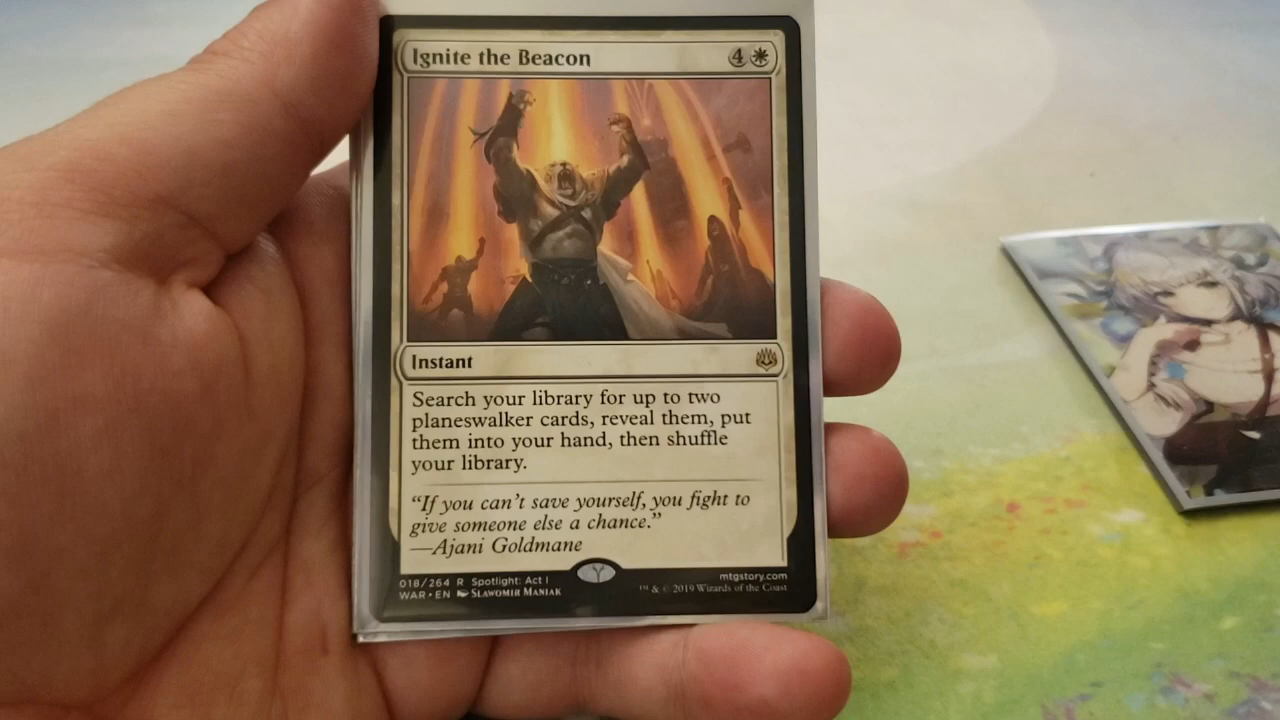 Ignite the Beacon 4
Instant
Search your library for up to two
planeswalker cards, reveal them, put
them into your hand, then shuffle
your library.
“If you can’t save yourself, you fight to
give someone else a chance.”
—Ajani Goldmane
018/264 R Spotlight: Act I
mtgstory.com
WAR • EN Slawomir Maniak
™ & © 2019 Wizards of the Coast